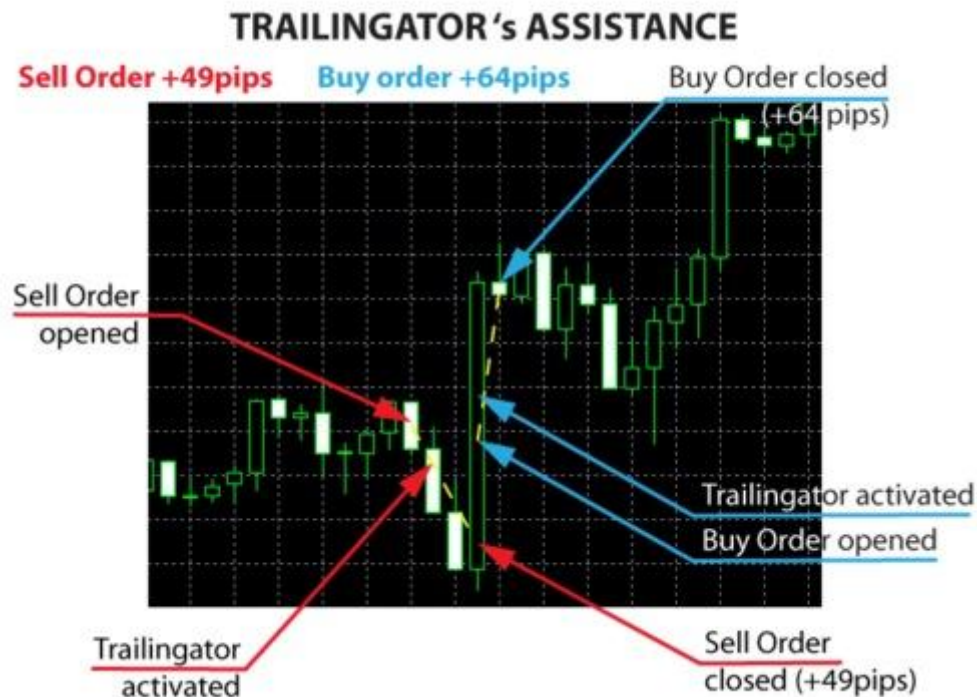 TRAILINGATOR‘s ASSISTANCE
Sell Order +49pips
Buy order +64pips
Buy Order closed
(+64 pips)
Sell Order
opened
Trailingator activated
Buy Order opened
Trailingator
activated
Sell Order
closed (+49pips)